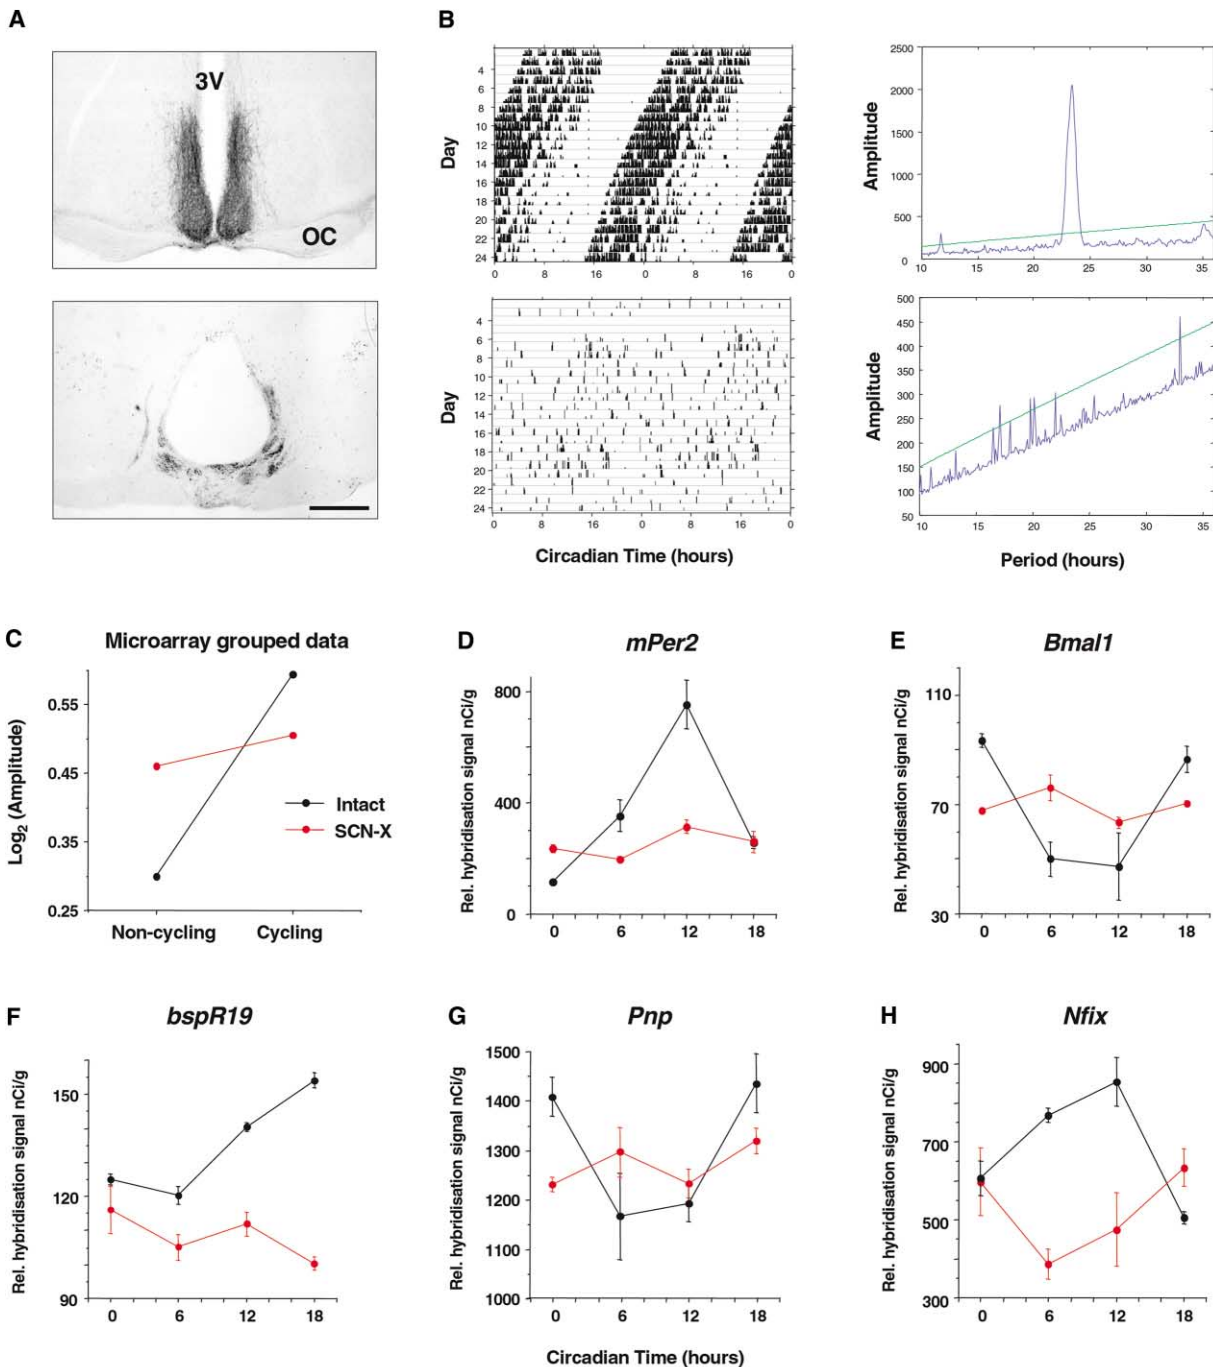 A
B
3V
OC
Day
4
6
8
10
12
14
16
18
20
22
24
0 8 16 0 8 16 0
Amplitude
2500
2000
1500
1000
500
0
10 15 20 25 30 35
Day
4
6
8
10
12
14
16
18
20
22
24
0 8 16 0 8 16 0
Circadian Time (hours)
Amplitude
500
450
400
350
300
250
200
150
100
50
10 15 20 25 30 35
Period (hours)
C
Microarray grouped data
Log2 (Amplitude)
0.55
0.45
0.35
0.25
Intact
SCN-X
Non-cycling Cycling
D
mPer2
Rel. hybridisation signal nCi/g
800
400
0
0 6 12 18
E
Bmal1
Rel. hybridisation signal nCi/g
110
70
30
0 6 12 18
F
bspR19
Rel. hybridisation signal nCi/g
150
120
90
0 6 12 18
G
Pnp
Rel. hybridisation signal nCi/g
1500
1400
1300
1200
1100
1000
0 6 12 18
Circadian Time (hours)
H
Nfix
Rel. hybridisation signal nCi/g
900
700
500
300
0 6 12 18